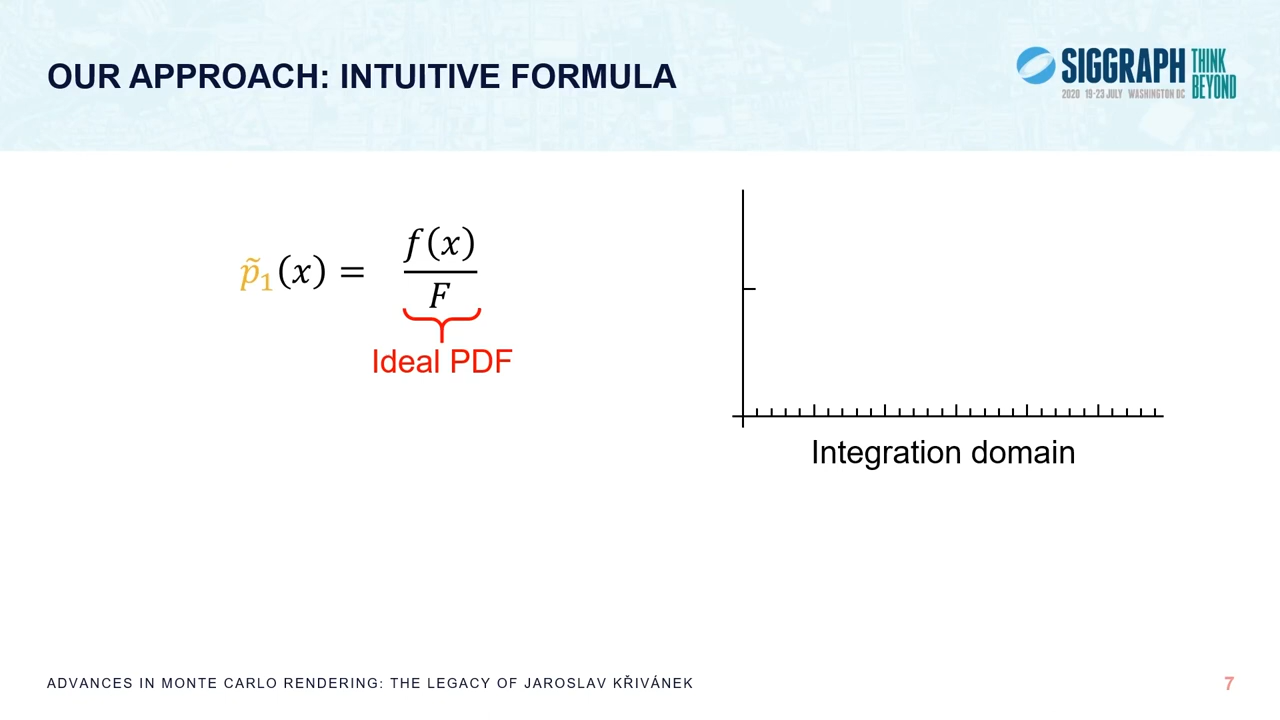 OUR APPROACH: INTUITIVE FORMULA
SIGGRAPH THINK BEYOND
2020 19-23 JULY WASHINGTON DC
p̃₁(x) = f(x)/F
Ideal PDF
Integration domain
ADVANCES IN MONTE CARLO RENDERING: THE LEGACY OF JAROSLAV KŘIVÁNEK
7